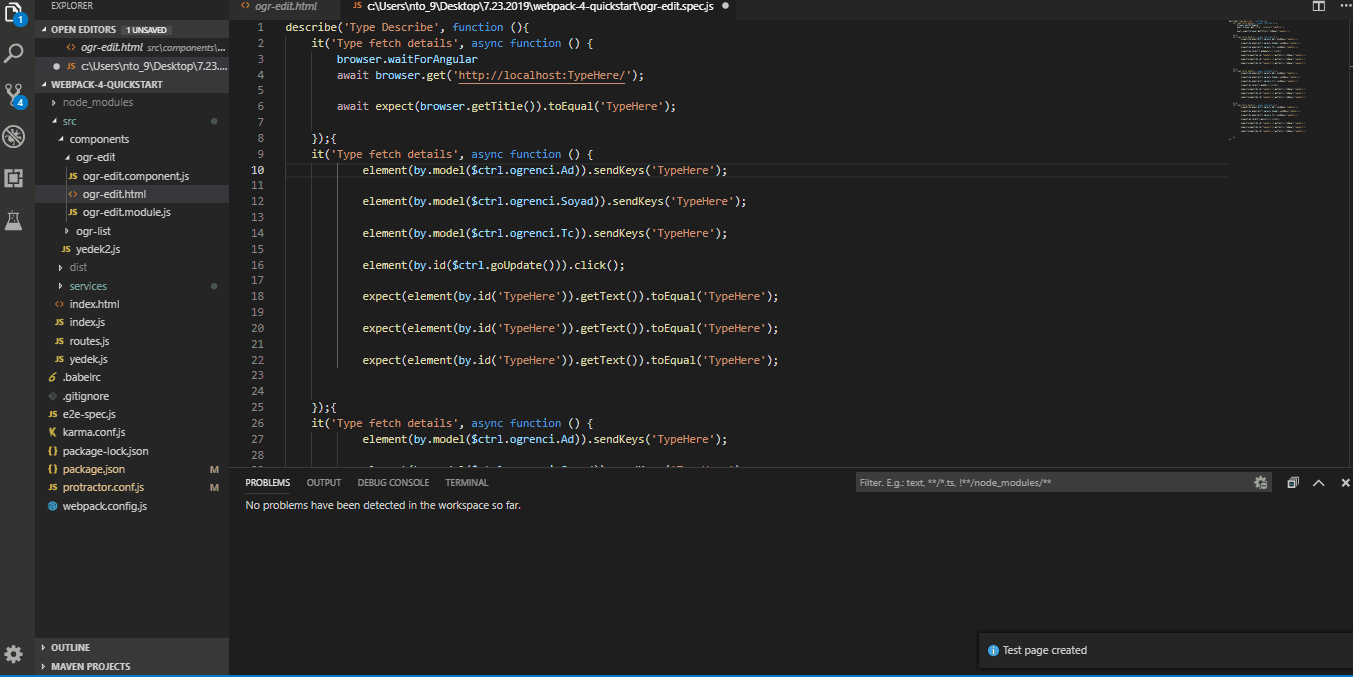 EXPLORER
OPEN EDITORS 1 UNSAVED
ogr-edit.html src\components\...
c:\Users\nto_9\Desktop\7.23....
JS
WEBPACK-4-QUICKSTART
node_modules
src
components
ogr-edit
JS ogr-edit.component.js
<> ogr-edit.html
JS ogr-edit.module.js
ogr-list
JS yedek2.js
dist
services
<> index.html
JS index.js
JS routes.js
JS yedek.js
.babelrc
.gitignore
JS e2e-spec.js
karma.conf.js
{} package-lock.json
{} package.json M
JS protractor.conf.js M
webpack.config.js
OUTLINE
MAVEN PROJECTS
1
4
<> ogr-edit.html
JS c:\Users\nto_9\Desktop\7.23.2019\webpack-4-quickstart\ogr-edit.spec.js
1 describe('Type Describe', function (){
2 it('Type fetch details', async function () {
3 browser.waitForAngular
4 await browser.get('http://localhost:TypeHere/');
5
6 await expect(browser.getTitle()).toEqual('TypeHere');
7
8 });{
9 it('Type fetch details', async function () {
10 element(by.model($ctrl.ogrenci.Ad)).sendKeys('TypeHere');
11
12 element(by.model($ctrl.ogrenci.Soyad)).sendKeys('TypeHere');
13
14 element(by.model($ctrl.ogrenci.Tc)).sendKeys('TypeHere');
15
16 element(by.id($ctrl.goUpdate())).click();
17
18 expect(element(by.id('TypeHere')).getText()).toEqual('TypeHere');
19
20 expect(element(by.id('TypeHere')).getText()).toEqual('TypeHere');
21
22 expect(element(by.id('TypeHere')).getText()).toEqual('TypeHere');
23
24
25 });{
26 it('Type fetch details', async function () {
27 element(by.model($ctrl.ogrenci.Ad)).sendKeys('TypeHere');
28
PROBLEMS OUTPUT DEBUG CONSOLE TERMINAL
Filter. E.g.: text, **/*.ts, !**/node_modules/**
No problems have been detected in the workspace so far.
Test page created